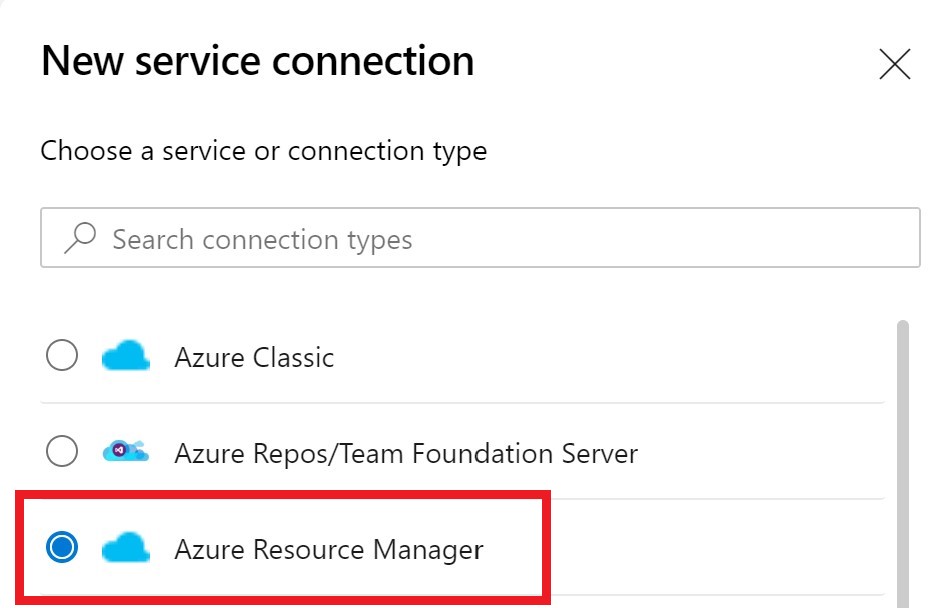 New service connection
Choose a service or connection type
Search connection types
Azure Classic
Azure Repos/Team Foundation Server
Azure Resource Manager